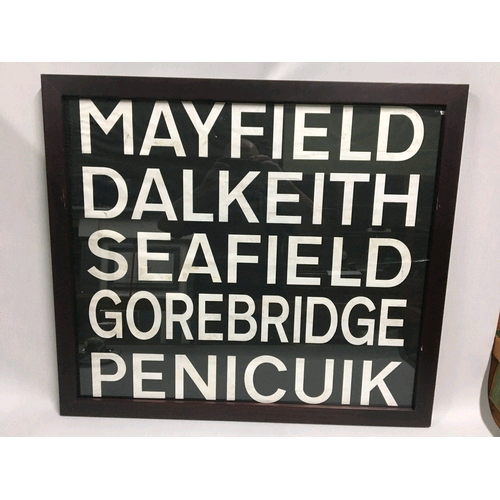 MAYFIELD
DALKEITH
SEAFIELD
GOREBRIDGE
PENICUIK